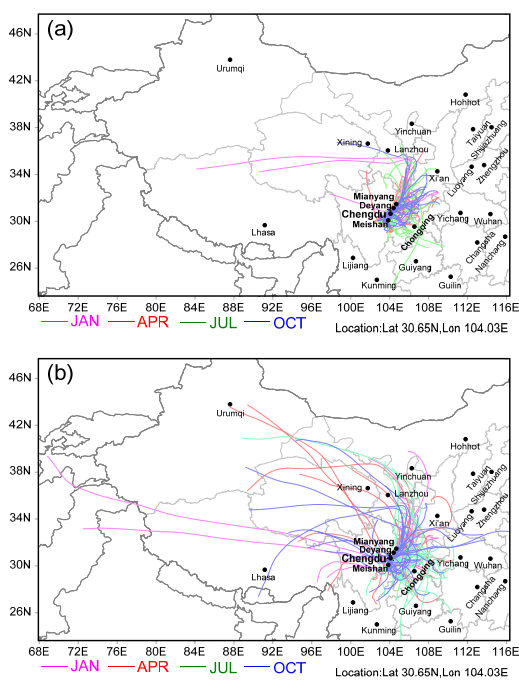 (a)
46N
42N
38N
34N
30N
26N
Urumqi
Hohhot
Yinchuan
Taiyuan
Shijiazhuang
Xining
Lanzhou
Xi'an
Luoyang
Zhengzhou
Mianyang
Deyang
Chengdu
Meishan
Chongqing
Yichang
Wuhan
Lhasa
Changsha
Nanchang
Lijiang
Guiyang
Kunming
Guilin
68E 72E 76E 80E 84E 88E 92E 96E 100E 104E 108E 112E 116E
JAN APR JUL OCT
Location:Lat 30.65N,Lon 104.03E
(b)
46N
42N
38N
34N
30N
26N
Urumqi
Hohhot
Yinchuan
Taiyuan
Shijiazhuang
Xining
Lanzhou
Xi'an
Luoyang
Zhengzhou
Mianyang
Deyang
Chengdu
Meishan
Chongqing
Yichang
Wuhan
Lhasa
Changsha
Nanchang
Lijiang
Guiyang
Kunming
Guilin
68E 72E 76E 80E 84E 88E 92E 96E 100E 104E 108E 112E 116E
JAN APR JUL OCT
Location:Lat 30.65N,Lon 104.03E